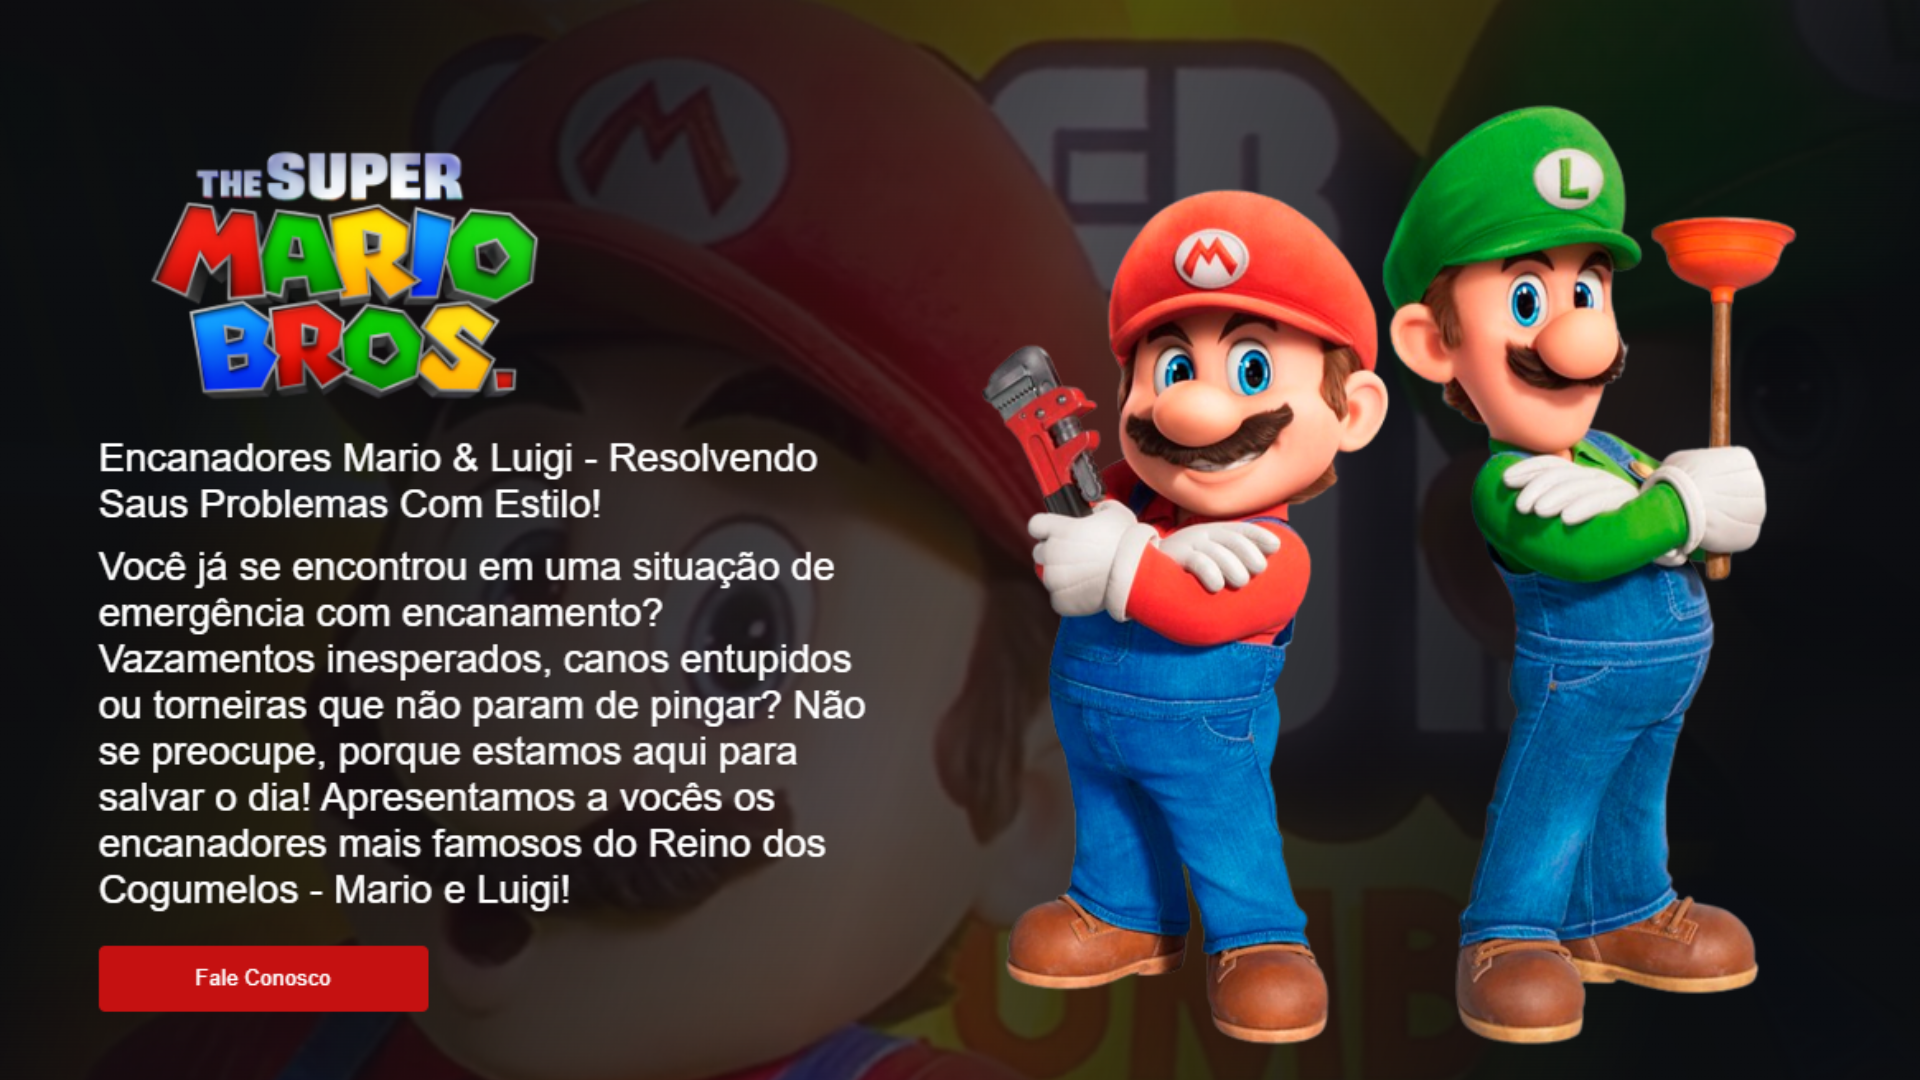 THE SUPER
MARIO
BROS.
Encanadores Mario & Luigi - Resolvendo
Saus Problemas Com Estilo!
Você já se encontrou em uma situação de
emergência com encanamento?
Vazamentos inesperados, canos entupidos
ou torneiras que não param de pingar? Não
se preocupe, porque estamos aqui para
salvar o dia! Apresentamos a vocês os
encanadores mais famosos do Reino dos
Cogumelos - Mario e Luigi!
Fale Conosco
M
M
L